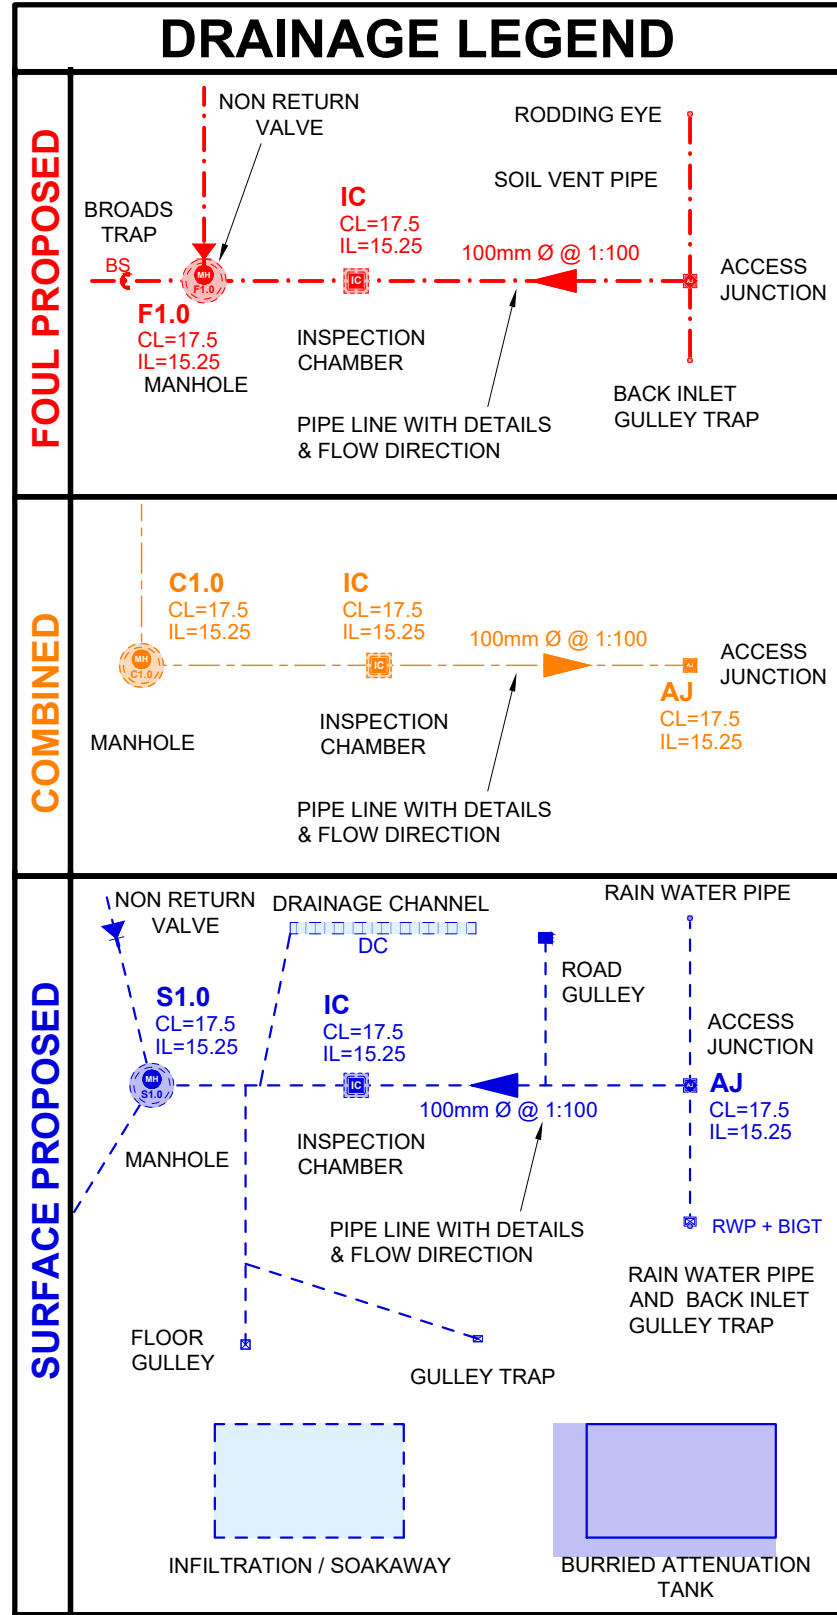 DRAINAGE LEGEND
FOUL PROPOSED
NON RETURN
VALVE
RODDING EYE
SOIL VENT PIPE
BROADS
TRAP
BS
IC
CL=17.5
IL=15.25
100mm Ø @ 1:100
ACCESS
JUNCTION
MH
F1.0
IC
AJ
F1.0
CL=17.5
IL=15.25
MANHOLE
INSPECTION
CHAMBER
BACK INLET
GULLEY TRAP
PIPE LINE WITH DETAILS
& FLOW DIRECTION
COMBINED
C1.0
CL=17.5
IL=15.25
IC
CL=17.5
IL=15.25
100mm Ø @ 1:100
ACCESS
JUNCTION
MH
C1.0
IC
AJ
AJ
CL=17.5
IL=15.25
MANHOLE
INSPECTION
CHAMBER
PIPE LINE WITH DETAILS
& FLOW DIRECTION
SURFACE PROPOSED
NON RETURN
VALVE
DRAINAGE CHANNEL
DC
RAIN WATER PIPE
ROAD
GULLEY
S1.0
CL=17.5
IL=15.25
IC
CL=17.5
IL=15.25
ACCESS
JUNCTION
MH
S1.0
IC
100mm Ø @ 1:100
AJ
AJ
CL=17.5
IL=15.25
MANHOLE
INSPECTION
CHAMBER
PIPE LINE WITH DETAILS
& FLOW DIRECTION
RWP + BIGT
RAIN WATER PIPE
AND BACK INLET
GULLEY TRAP
FLOOR
GULLEY
GULLEY TRAP
INFILTRATION / SOAKAWAY
BURRIED ATTENUATION
TANK